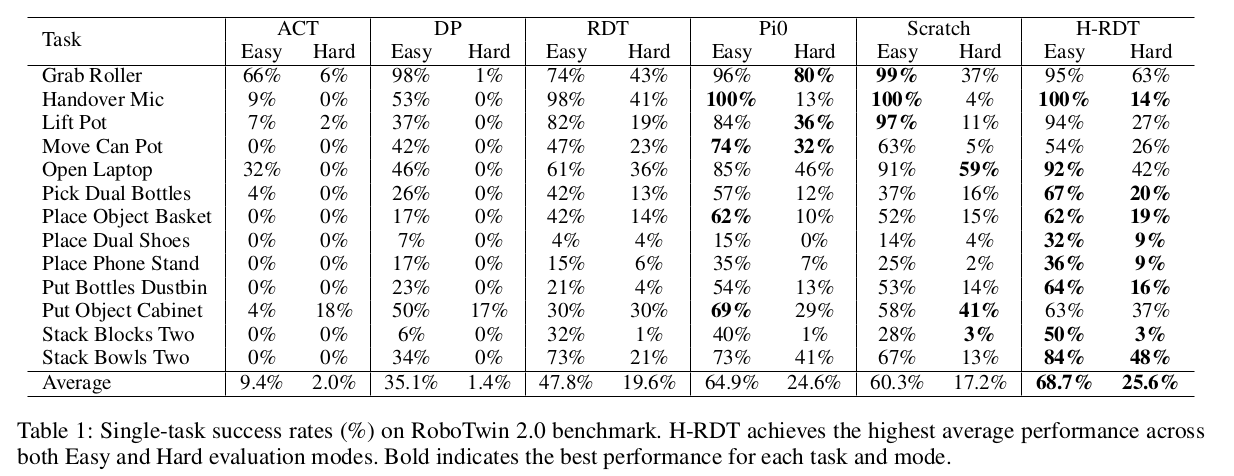 Task ACT DP RDT Pi0 Scratch H-RDT
Easy Hard Easy Hard Easy Hard Easy Hard Easy Hard Easy Hard
Grab Roller 66% 6% 98% 1% 74% 43% 96% 80% 99% 37% 95% 63%
Handover Mic 9% 0% 53% 0% 98% 41% 100% 13% 100% 4% 100% 14%
Lift Pot 7% 2% 37% 0% 82% 19% 84% 36% 97% 11% 94% 27%
Move Can Pot 0% 0% 42% 0% 47% 23% 74% 32% 63% 5% 54% 26%
Open Laptop 32% 0% 46% 0% 61% 36% 85% 46% 91% 59% 92% 42%
Pick Dual Bottles 4% 0% 26% 0% 42% 13% 57% 12% 37% 16% 67% 20%
Place Object Basket 0% 0% 17% 0% 42% 14% 62% 10% 52% 15% 62% 19%
Place Dual Shoes 0% 0% 7% 0% 4% 4% 15% 0% 14% 4% 32% 9%
Place Phone Stand 0% 0% 17% 0% 15% 6% 35% 7% 25% 2% 36% 9%
Put Bottles Dustbin 0% 0% 23% 0% 21% 4% 54% 13% 53% 14% 64% 16%
Put Object Cabinet 4% 18% 50% 17% 30% 30% 69% 29% 58% 41% 63% 37%
Stack Blocks Two 0% 0% 6% 0% 32% 1% 40% 1% 28% 3% 50% 3%
Stack Bowls Two 0% 0% 34% 0% 73% 21% 73% 41% 67% 13% 84% 48%
Average 9.4% 2.0% 35.1% 1.4% 47.8% 19.6% 64.9% 24.6% 60.3% 17.2% 68.7% 25.6%
Table 1: Single-task success rates (%) on RoboTwin 2.0 benchmark. H-RDT achieves the highest average performance across
both Easy and Hard evaluation modes. Bold indicates the best performance for each task and mode.